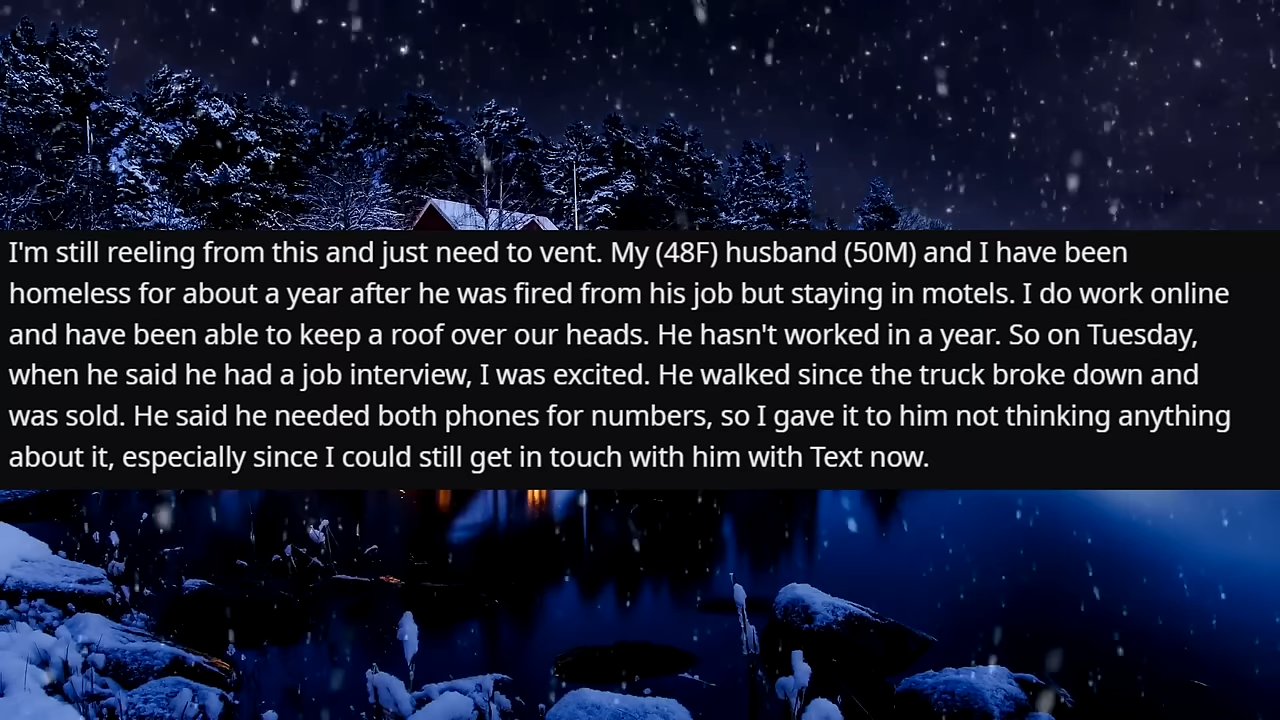 I'm still reeling from this and just need to vent. My (48F) husband (50M) and I have been
homeless for about a year after he was fired from his job but staying in motels. I do work online
and have been able to keep a roof over our heads. He hasn't worked in a year. So on Tuesday,
when he said he had a job interview, I was excited. He walked since the truck broke down and
was sold. He said he needed both phones for numbers, so I gave it to him not thinking anything
about it, especially since I could still get in touch with him with Text now.